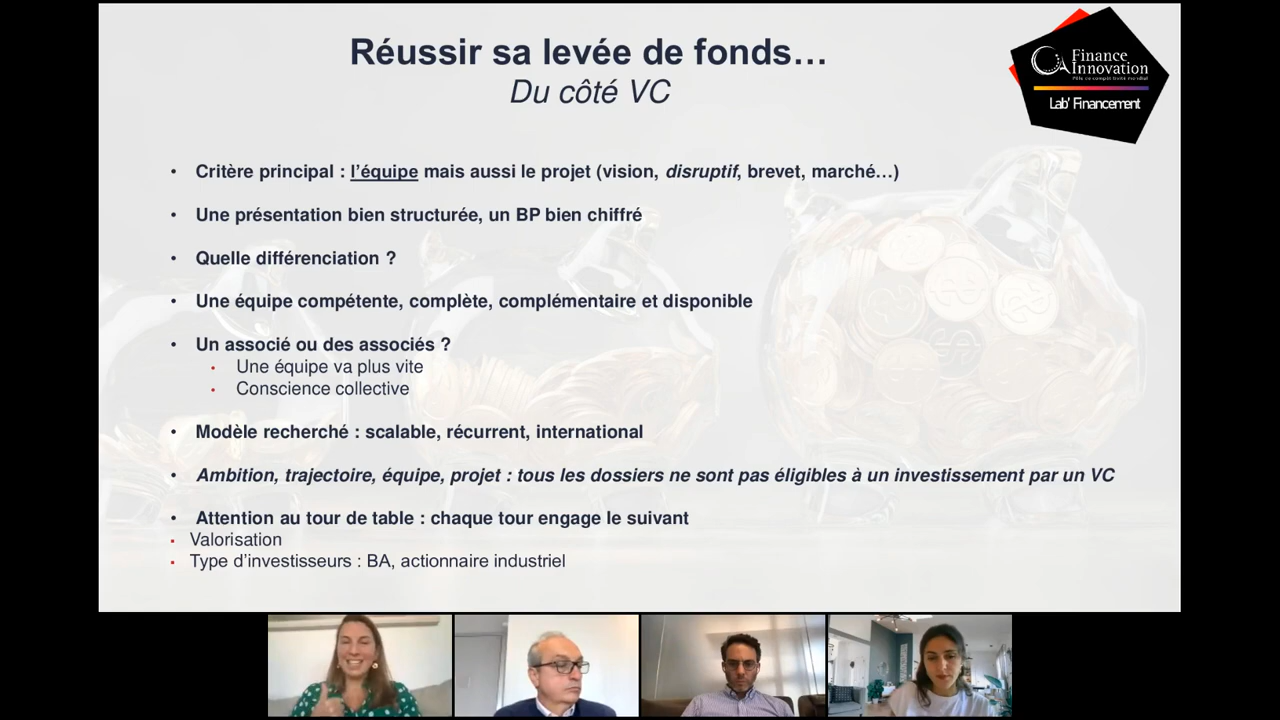 Réussir sa levée de fonds…
Du côté VC
Finance
Innovation
Pôle de compétitivité mondial
Lab' Financement
• Critère principal : l'équipe mais aussi le projet (vision, disruptif, brevet, marché…)
• Une présentation bien structurée, un BP bien chiffré
• Quelle différenciation ?
• Une équipe compétente, complète, complémentaire et disponible
• Un associé ou des associés ?
▪ Une équipe va plus vite
▪ Conscience collective
• Modèle recherché : scalable, récurrent, international
• Ambition, trajectoire, équipe, projet : tous les dossiers ne sont pas éligibles à un investissement par un VC
• Attention au tour de table : chaque tour engage le suivant
▪ Valorisation
▪ Type d'investisseurs : BA, actionnaire industriel